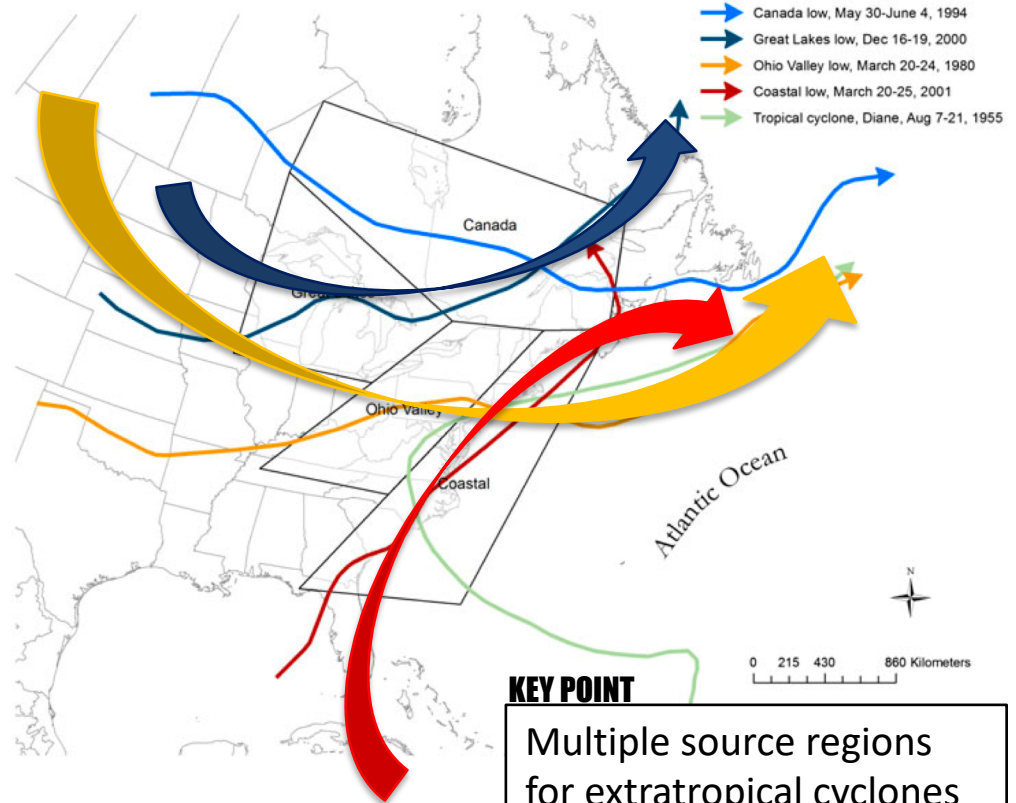 Canada low, May 30-June 4, 1994
Great Lakes low, Dec 16-19, 2000
Ohio Valley low, March 20-24, 1980
Coastal low, March 20-25, 2001
Tropical cyclone, Diane, Aug 7-21, 1955
Canada
Ohio Valley
Coastal
Atlantic Ocean
N
0 215 430 860 Kilometers
KEY POINT
Multiple source regions
for extratropical cyclones